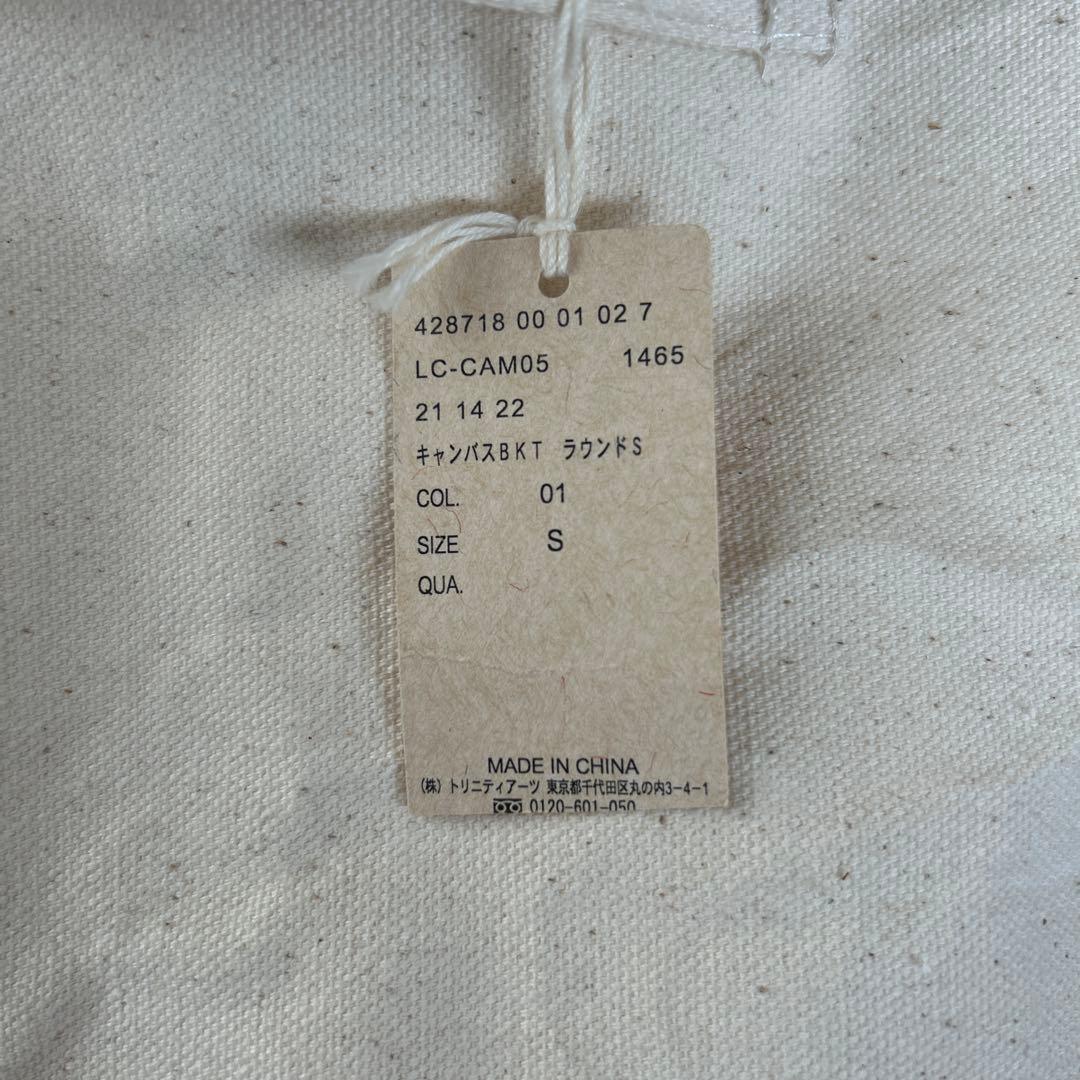 428718 00 01 02 7
LC-CAM05 1465
21 14 22
キャンバスBKT ラウンドS
COL. 01
SIZE S
QUA.
MADE IN CHINA
(株) トリニティアーツ 東京都千代田区丸の内3-4-1
0120-601-050